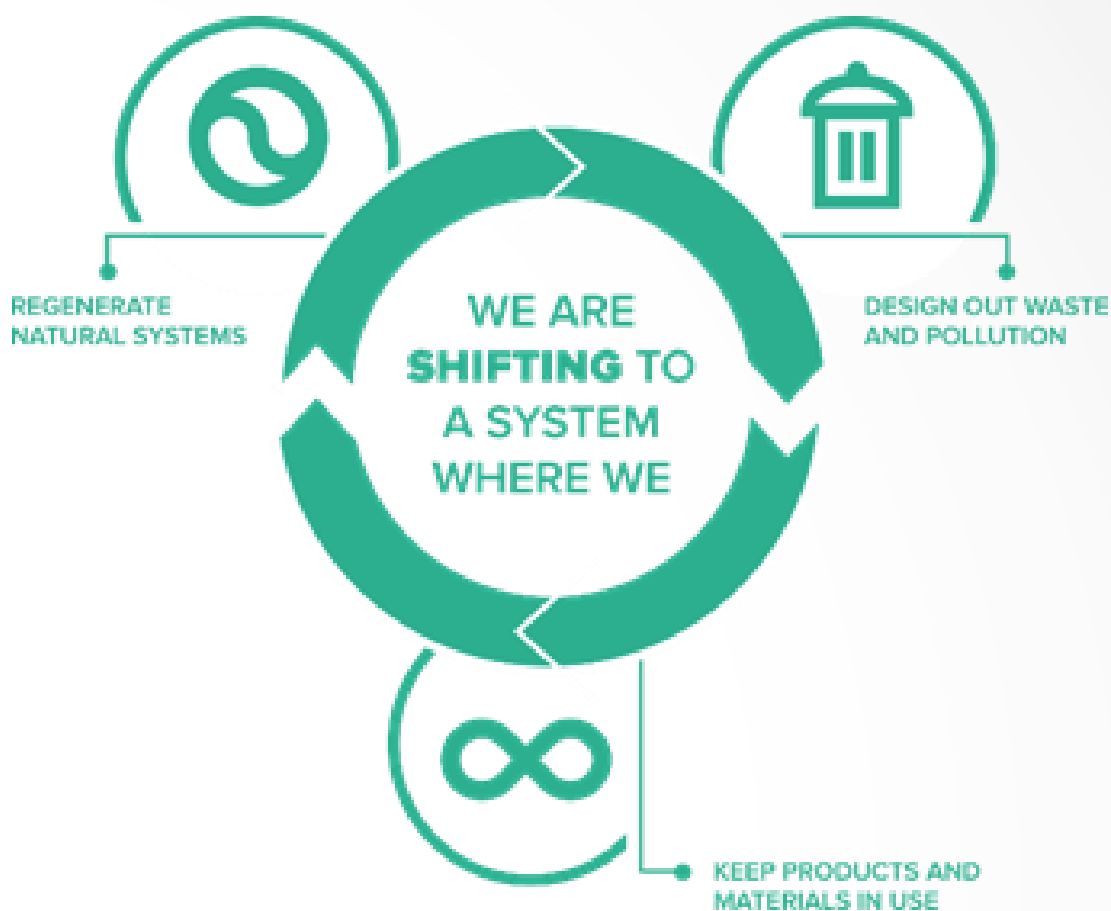 REGENERATE
NATURAL SYSTEMS
DESIGN OUT WASTE
AND POLLUTION
WE ARE
SHIFTING TO
A SYSTEM
WHERE WE
KEEP PRODUCTS AND
MATERIALS IN USE